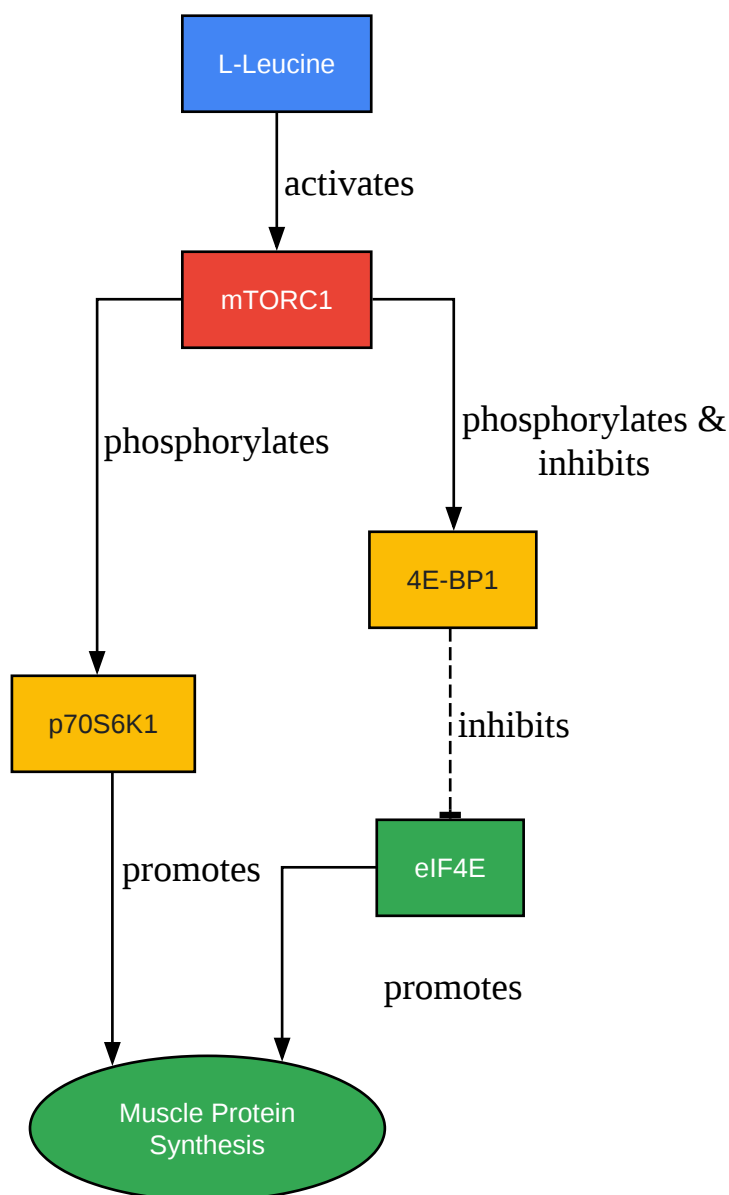 L-Leucine
activates
mTORC1
phosphorylates
phosphorylates &
inhibits
4E-BP1
p70S6K1
inhibits
promotes
eIF4E
promotes
Muscle Protein
Synthesis